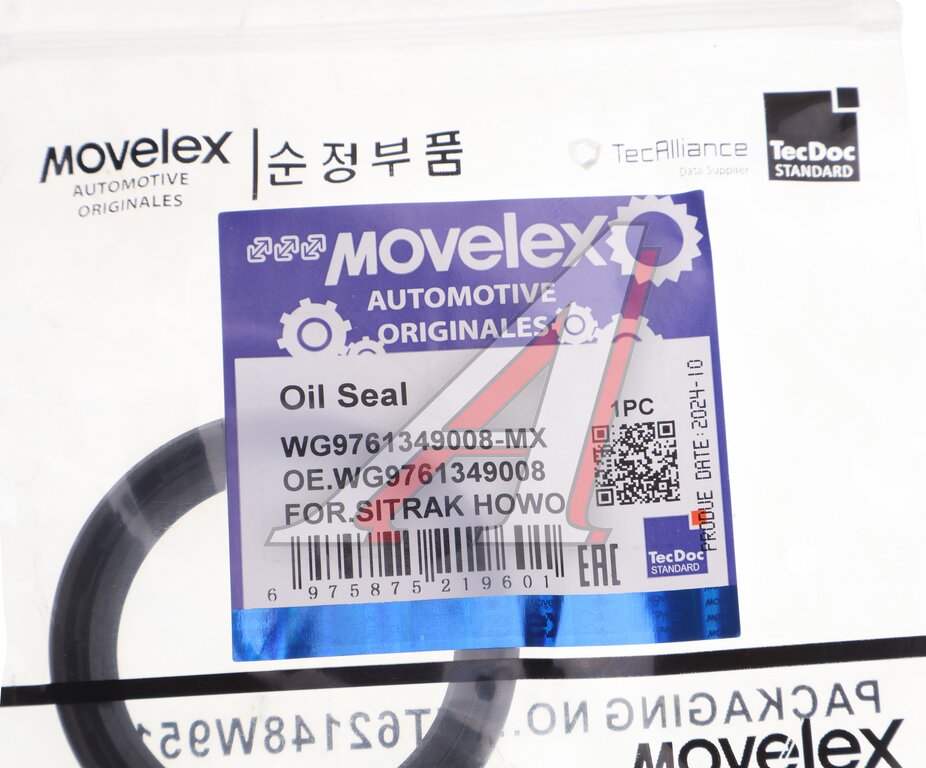 MOVELEX
AUTOMOTIVE
ORIGINALES
순정부품
TecAlliance
Data Supplier
TecDoc
STANDARD
MOVELEX
AUTOMOTIVE
ORIGINALES
Oil Seal
WG9761349008-MX
OE.WG9761349008
FOR.SITRAK HOWO
1PC
PRODUE DATE:2024-10
TecDoc
STANDARD
EAC
6 975875 219601
PACKAGING NO.
T62148W951
MOVELEX